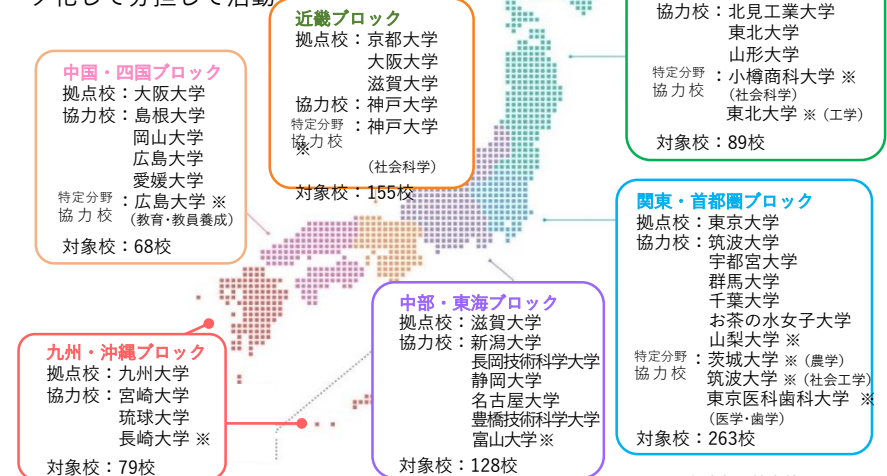 ク化して分担して活動
近畿ブロック
拠点校：京都大学
大阪大学
滋賀大学
協力校：神戸大学
特定分野協力校：神戸大学※
（社会科学）
対象校：155校
協力校：北見工業大学
東北大学
山形大学
特定分野協力校：小樽商科大学 ※
（社会科学）
東北大学 ※（工学）
対象校：89校
中国・四国ブロック
拠点校：大阪大学
協力校：島根大学
岡山大学
広島大学
愛媛大学
特定分野協力校：広島大学 ※
（教育・教員養成）
対象校：68校
関東・首都圏ブロック
拠点校：東京大学
協力校：筑波大学
宇都宮大学
群馬大学
千葉大学
お茶の水女子大学
山梨大学 ※
特定分野協力校：茨城大学 ※（農学）
筑波大学 ※（社会工学）
東京医科歯科大学 ※
（医学・歯学）
対象校：263校
中部・東海ブロック
拠点校：滋賀大学
協力校：新潟大学
長岡技術科学大学
静岡大学
名古屋大学
豊橋技術科学大学
富山大学※
対象校：128校
九州・沖縄ブロック
拠点校：九州大学
協力校：宮崎大学
琉球大学
長崎大学 ※
対象校：79校